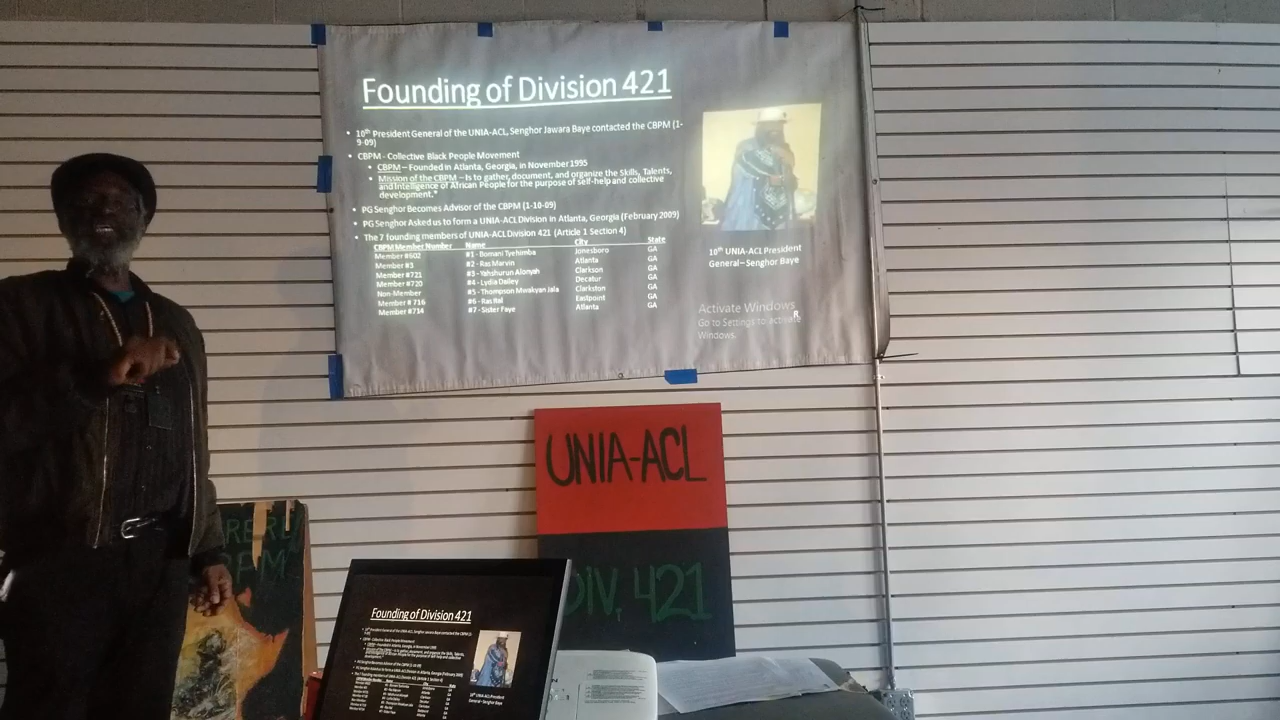 Founding of Division 421
• 10th President General of the UNIA-ACL, Senghor Jawara Baye contacted the CBPM (1-
9-09)
• CBPM - Collective Black People Movement
• CBPM – Founded in Atlanta, Georgia, in November 1995
• Mission of the CBPM – Is to gather, document, and organize the Skills, Talents,
and Intelligence of African People for the purpose of self-help and collective
development."
• PG Senghor Becomes Advisor of the CBPM (1-10-09)
• PG Senghor Asked us to form a UNIA-ACL Division in Atlanta, Georgia (February 2009)
• The 7 founding members of UNIA-ACL Division 421 (Article 1 Section 4)
CBPM Member Number Name City State
Member #602 #1 - Bomani Tyehimba Jonesboro GA
Member #3 #2 - Ras Marvin Atlanta GA
Member #721 #3 - Yahshurun Alonyah Clarkson GA
Member #720 #4 - Lydia Dailey Decatur GA
Non-Member #5 - Thompson Mwakyan Jala Clarkston GA
Member # 716 #6 - Ras Ital Eastpoint GA
Member #714 #7 - Sister Faye Atlanta GA
10th UNIA-ACL President
General – Senghor Baye
Activate Windows
Go to Settings to activate
Windows.
UNIA-ACL
DIV. 421
Founding of Division 421
10th UNIA-ACL President
General – Senghor Baye